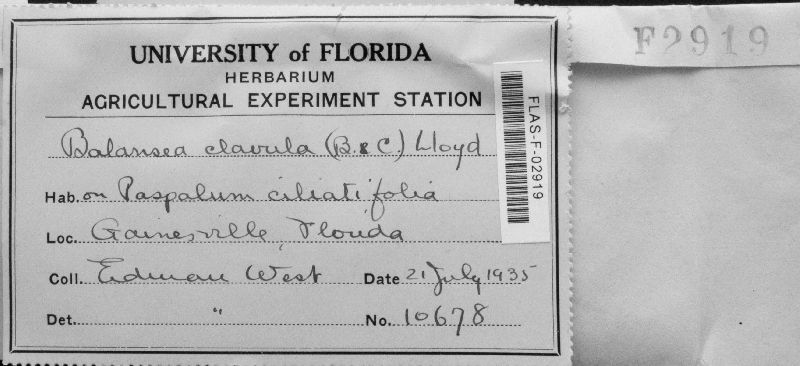 F2919
UNIVERSITY of FLORIDA
HERBARIUM
AGRICULTURAL EXPERIMENT STATION
Balansea clavula (B. & C.) Lloyd
Hab. on Paspalum ciliatifolia
Loc. Gainesville, Florida
Coll. Erdman West Date 21 July 1935
Det. " No. 10678
FLAS-F-02919